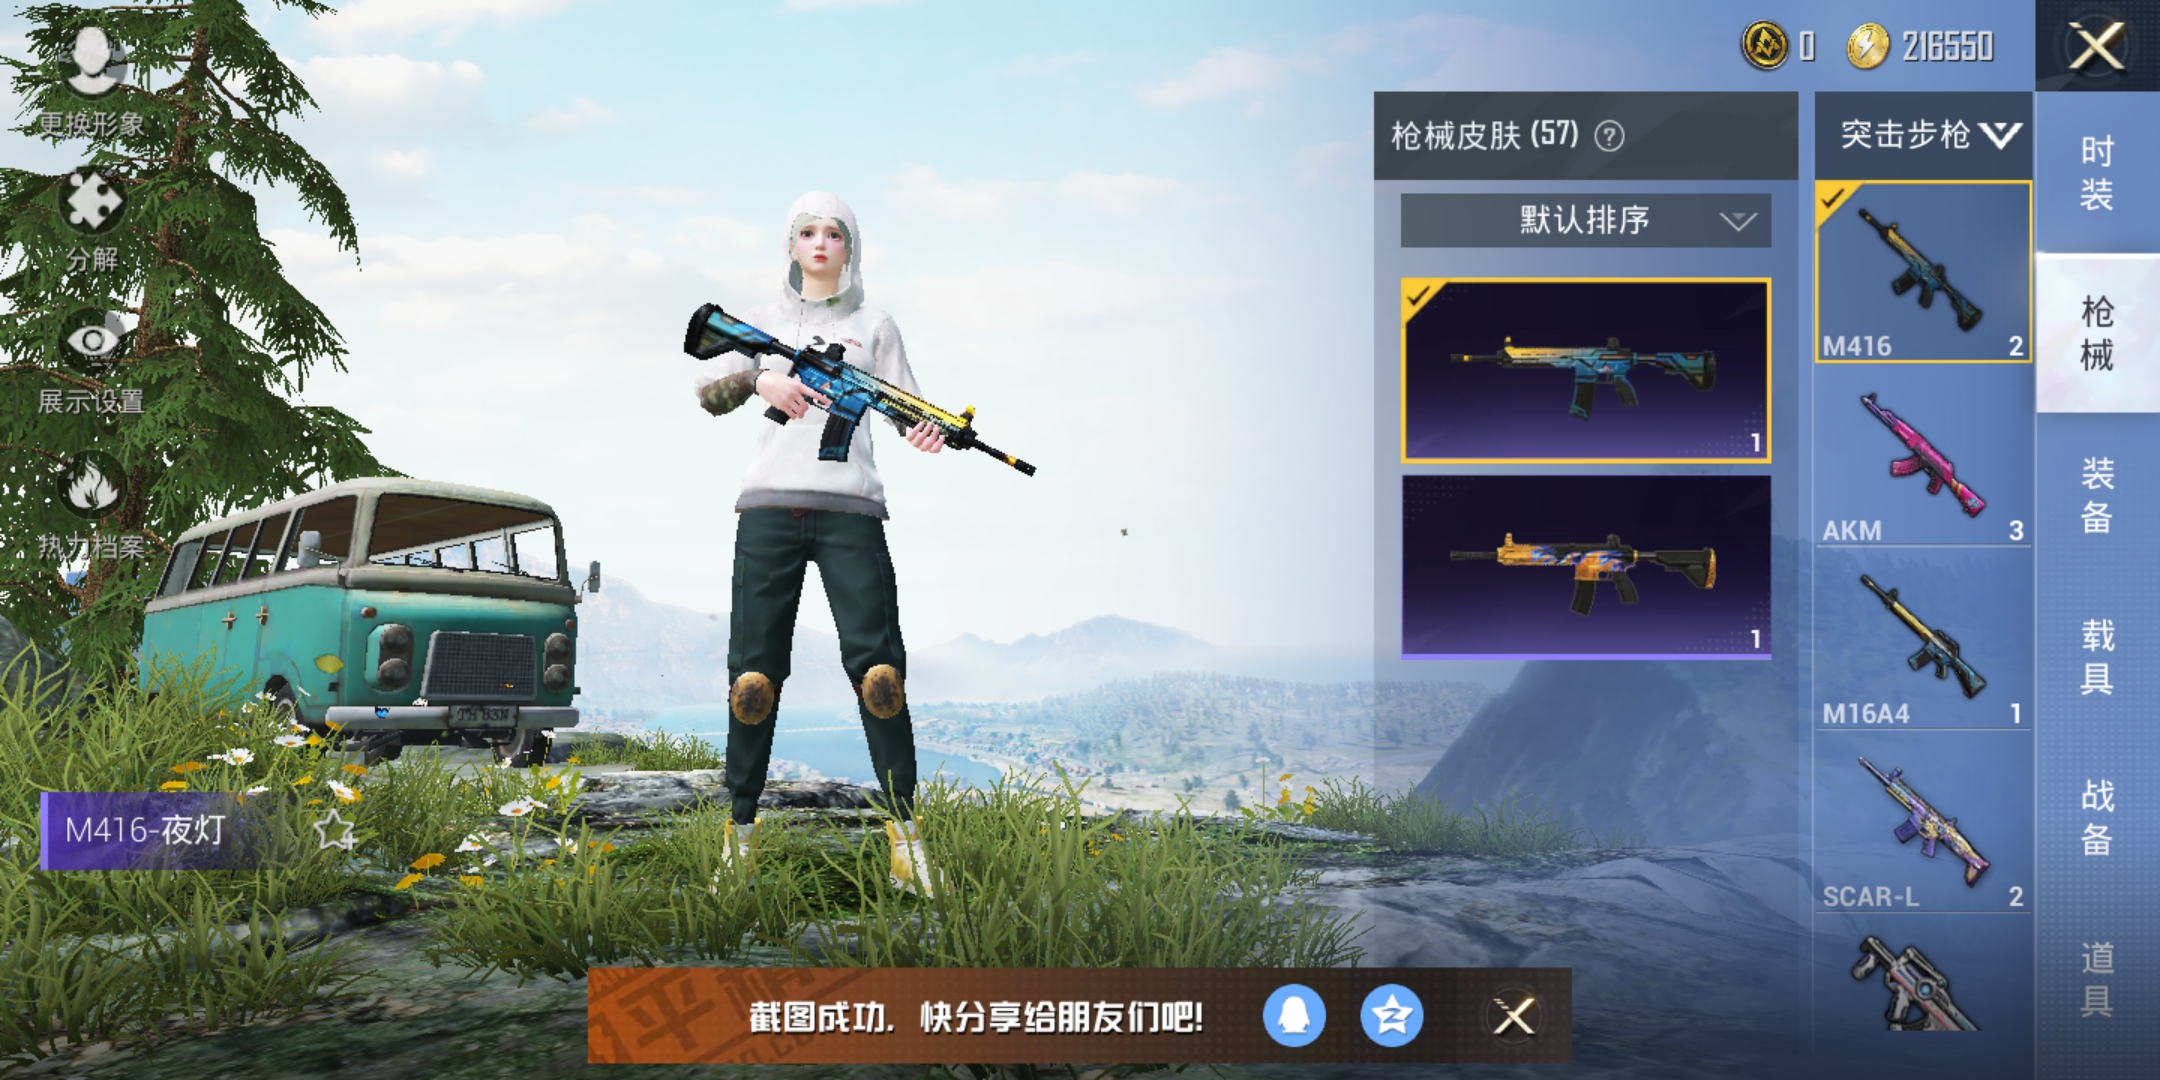 更换形象
分解
展示设置
热力档案
M416-夜灯
0
216550
枪械皮肤 (57) ?
默认排序
1
1
突击步枪
M416 2
AKM 3
M16A4 1
SCAR-L 2
时装
枪械
装备
载具
战备
道具
截图成功, 快分享给朋友们吧!